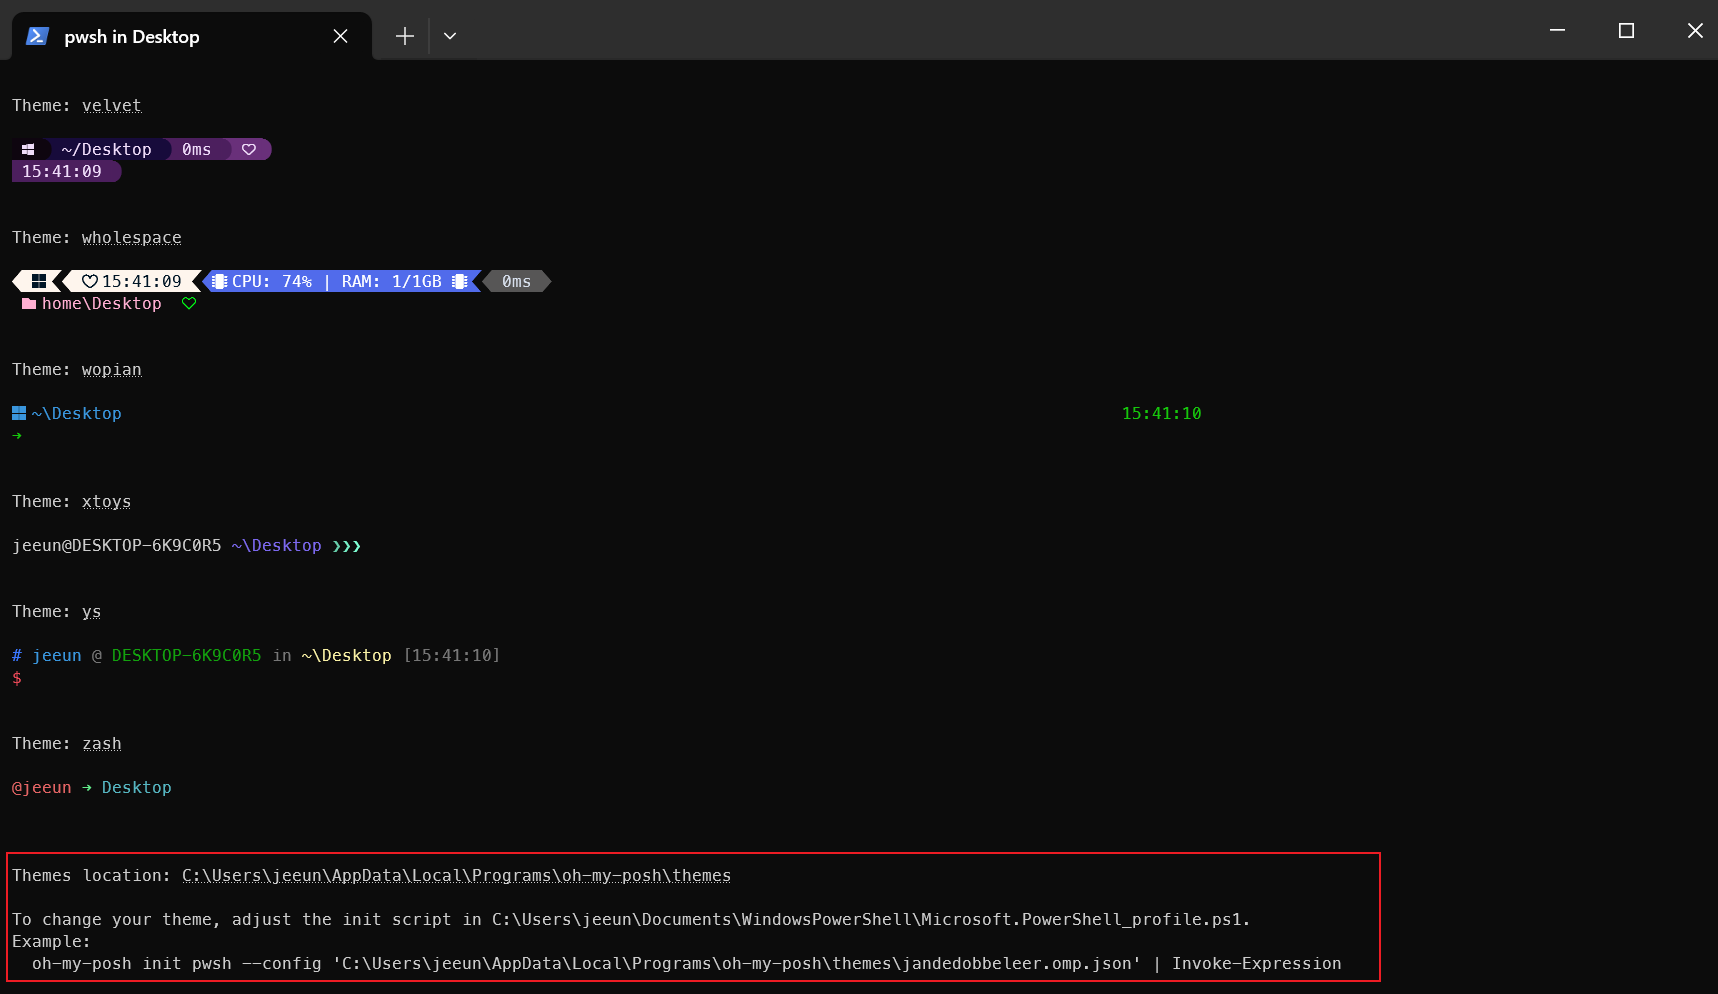 pwsh in Desktop
Theme: velvet
~/Desktop 0ms
15:41:09
Theme: wholespace
15:41:09 CPU: 74% | RAM: 1/1GB 0ms
home\Desktop
Theme: wopian
~\Desktop 15:41:10
Theme: xtoys
jeeun@DESKTOP-6K9C0R5 ~\Desktop ❯❯❯
Theme: ys
# jeeun @ DESKTOP-6K9C0R5 in ~\Desktop [15:41:10]
$
Theme: zash
@jeeun ➜ Desktop
Themes location: C:\Users\jeeun\AppData\Local\Programs\oh-my-posh\themes
To change your theme, adjust the init script in C:\Users\jeeun\Documents\WindowsPowerShell\Microsoft.PowerShell_profile.ps1.
Example:
oh-my-posh init pwsh --config 'C:\Users\jeeun\AppData\Local\Programs\oh-my-posh\themes\jandedobbeleer.omp.json' | Invoke-Expression